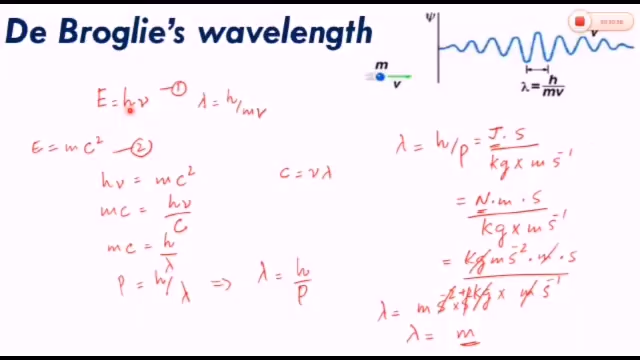 De Broglie's wavelength
ψ
m
v
v
λ = h/mv
E = hν —①
λ = h/mv
E = mc² —②
hν = mc²
c = νλ
mc = hν/c
mc = h/λ
P = h/λ ⇒ λ = h/P
λ = h/p = J.s / kg × m s⁻¹
= N.m.s / kg × m s⁻¹
= kg m s⁻² . m . s / kg × m s⁻¹
λ = m